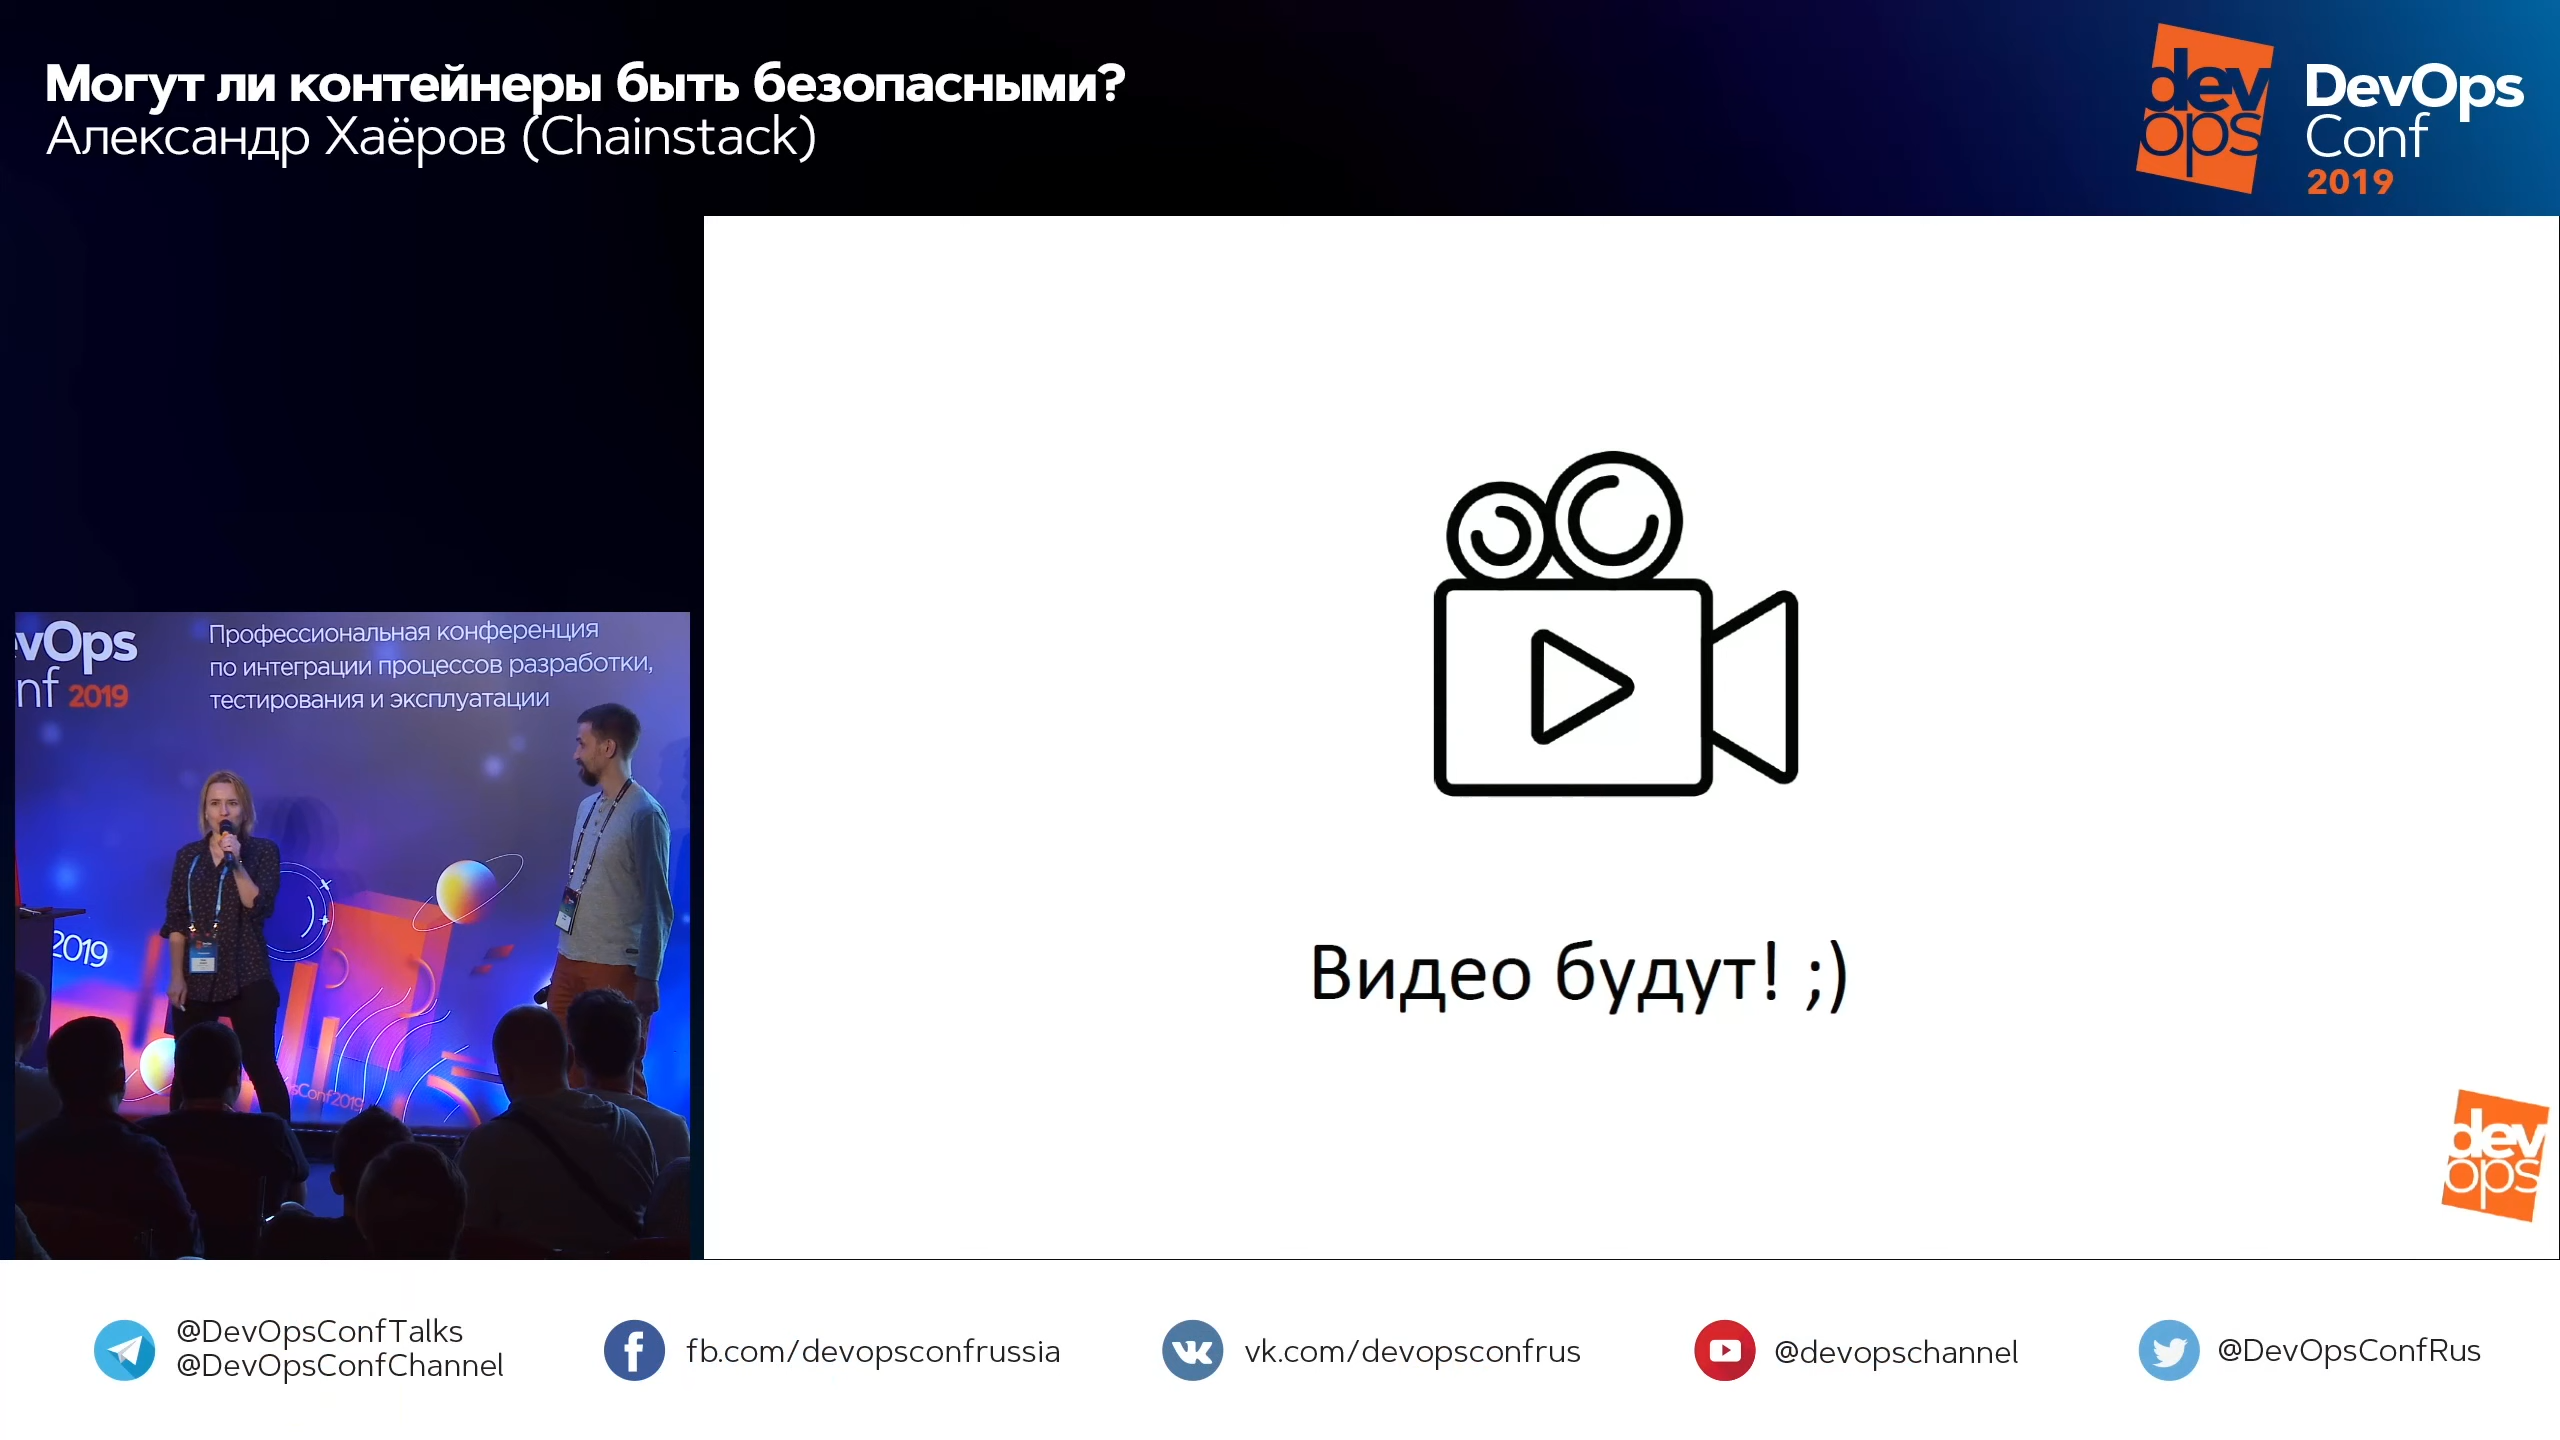 Могут ли контейнеры быть безопасными?
Александр Хаёров (Chainstack)
dev
ops
DevOps
Conf
2019
vOps
nf 2019
Профессиональная конференция
по интеграции процессов разработки,
тестирования и эксплуатации
2019
sConf2019
Видео будут! ;)
dev
ops
@DevOpsConfTalks
@DevOpsConfChannel
fb.com/devopsconfrussia
vk.com/devopsconfrus
@devopschannel
@DevOpsConfRus